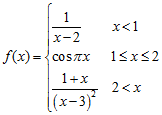 f(x) = { 1/(x−2)   x<1
cos πx   1≤x≤2
(1+x)/(x−3)²   2<x